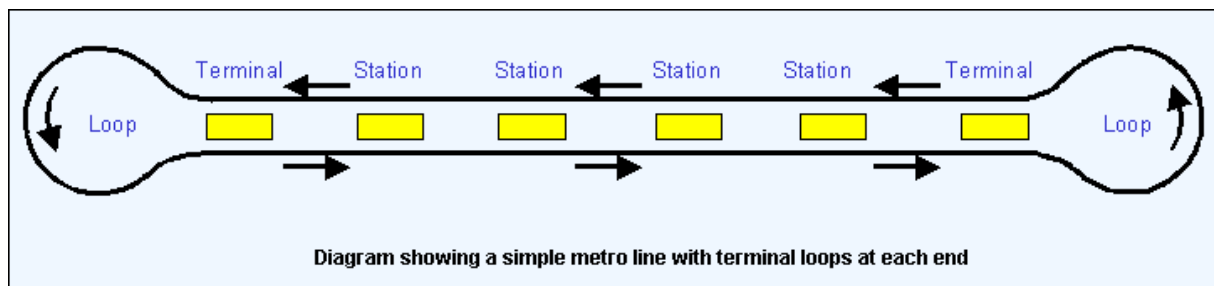 Terminal Station Station Station Station Terminal
Loop Loop
Diagram showing a simple metro line with terminal loops at each end